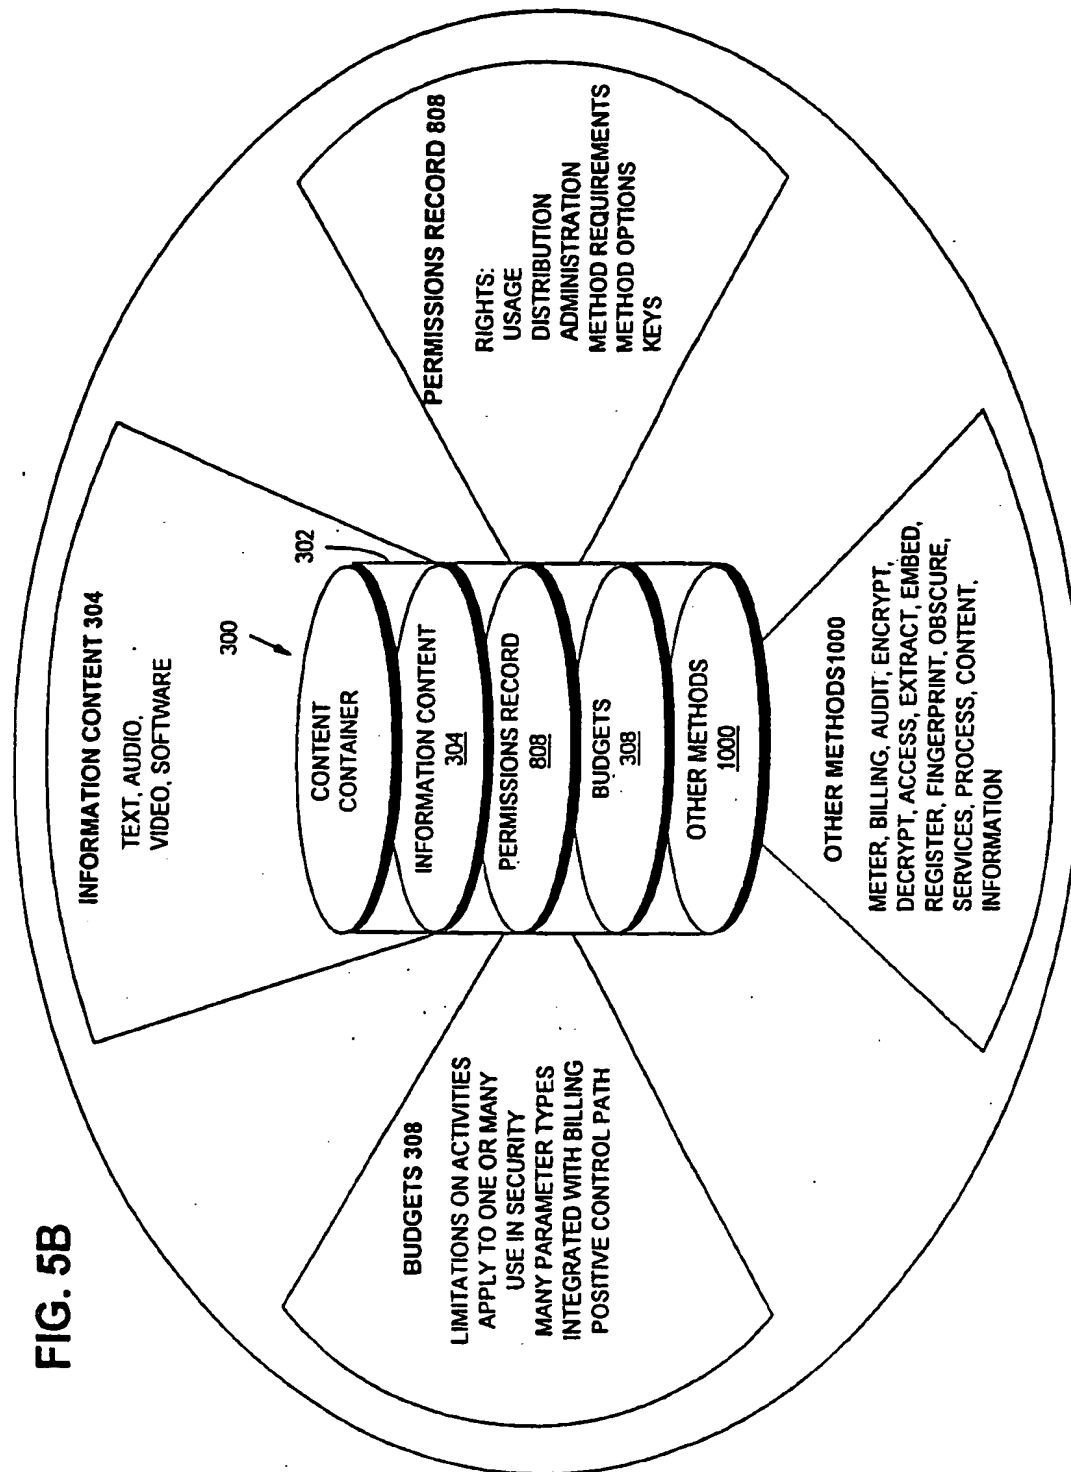 FIG. 5B
INFORMATION CONTENT 304
TEXT, AUDIO,
VIDEO, SOFTWARE
BUDGETS 308
LIMITATIONS ON ACTIVITIES
APPLY TO ONE OR MANY
USE IN SECURITY
MANY PARAMETER TYPES
INTEGRATED WITH BILLING
POSITIVE CONTROL PATH
300
302
CONTENT
CONTAINER
INFORMATION CONTENT
304
PERMISSIONS RECORD
808
BUDGETS
308
OTHER METHODS
1000
PERMISSIONS RECORD 808
RIGHTS:
USAGE
DISTRIBUTION
ADMINISTRATION
METHOD REQUIREMENTS
METHOD OPTIONS
KEYS
OTHER METHODS1000
METER, BILLING, AUDIT, ENCRYPT,
DECRYPT, ACCESS, EXTRACT, EMBED,
REGISTER, FINGERPRINT, OBSCURE,
SERVICES, PROCESS, CONTENT,
INFORMATION